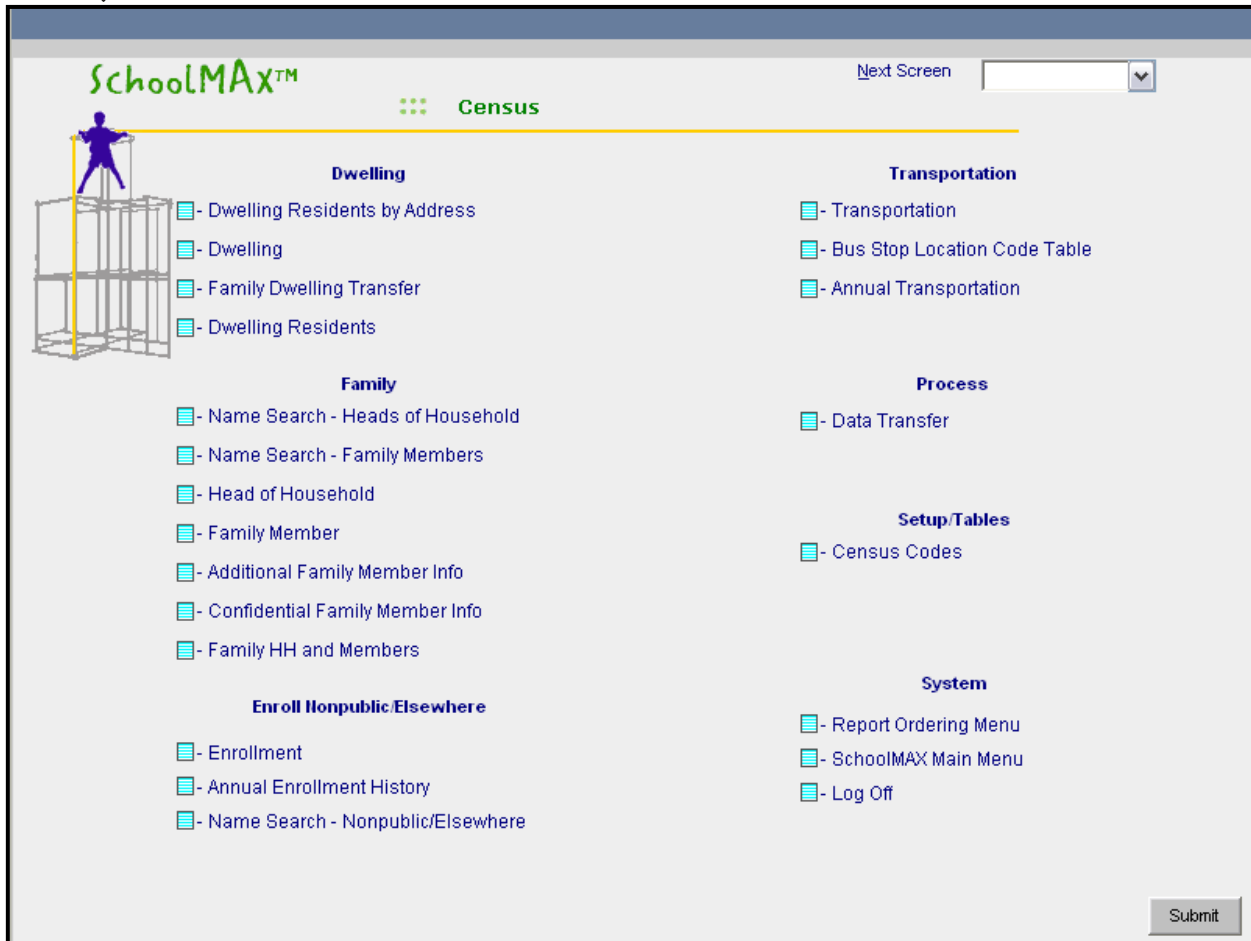 SchoolMAX™
Next Screen
Census
Dwelling
- Dwelling Residents by Address
- Dwelling
- Family Dwelling Transfer
- Dwelling Residents
Family
- Name Search - Heads of Household
- Name Search - Family Members
- Head of Household
- Family Member
- Additional Family Member Info
- Confidential Family Member Info
- Family HH and Members
Enroll Nonpublic/Elsewhere
- Enrollment
- Annual Enrollment History
- Name Search - Nonpublic/Elsewhere
Transportation
- Transportation
- Bus Stop Location Code Table
- Annual Transportation
Process
- Data Transfer
Setup/Tables
- Census Codes
System
- Report Ordering Menu
- SchoolMAX Main Menu
- Log Off
Submit